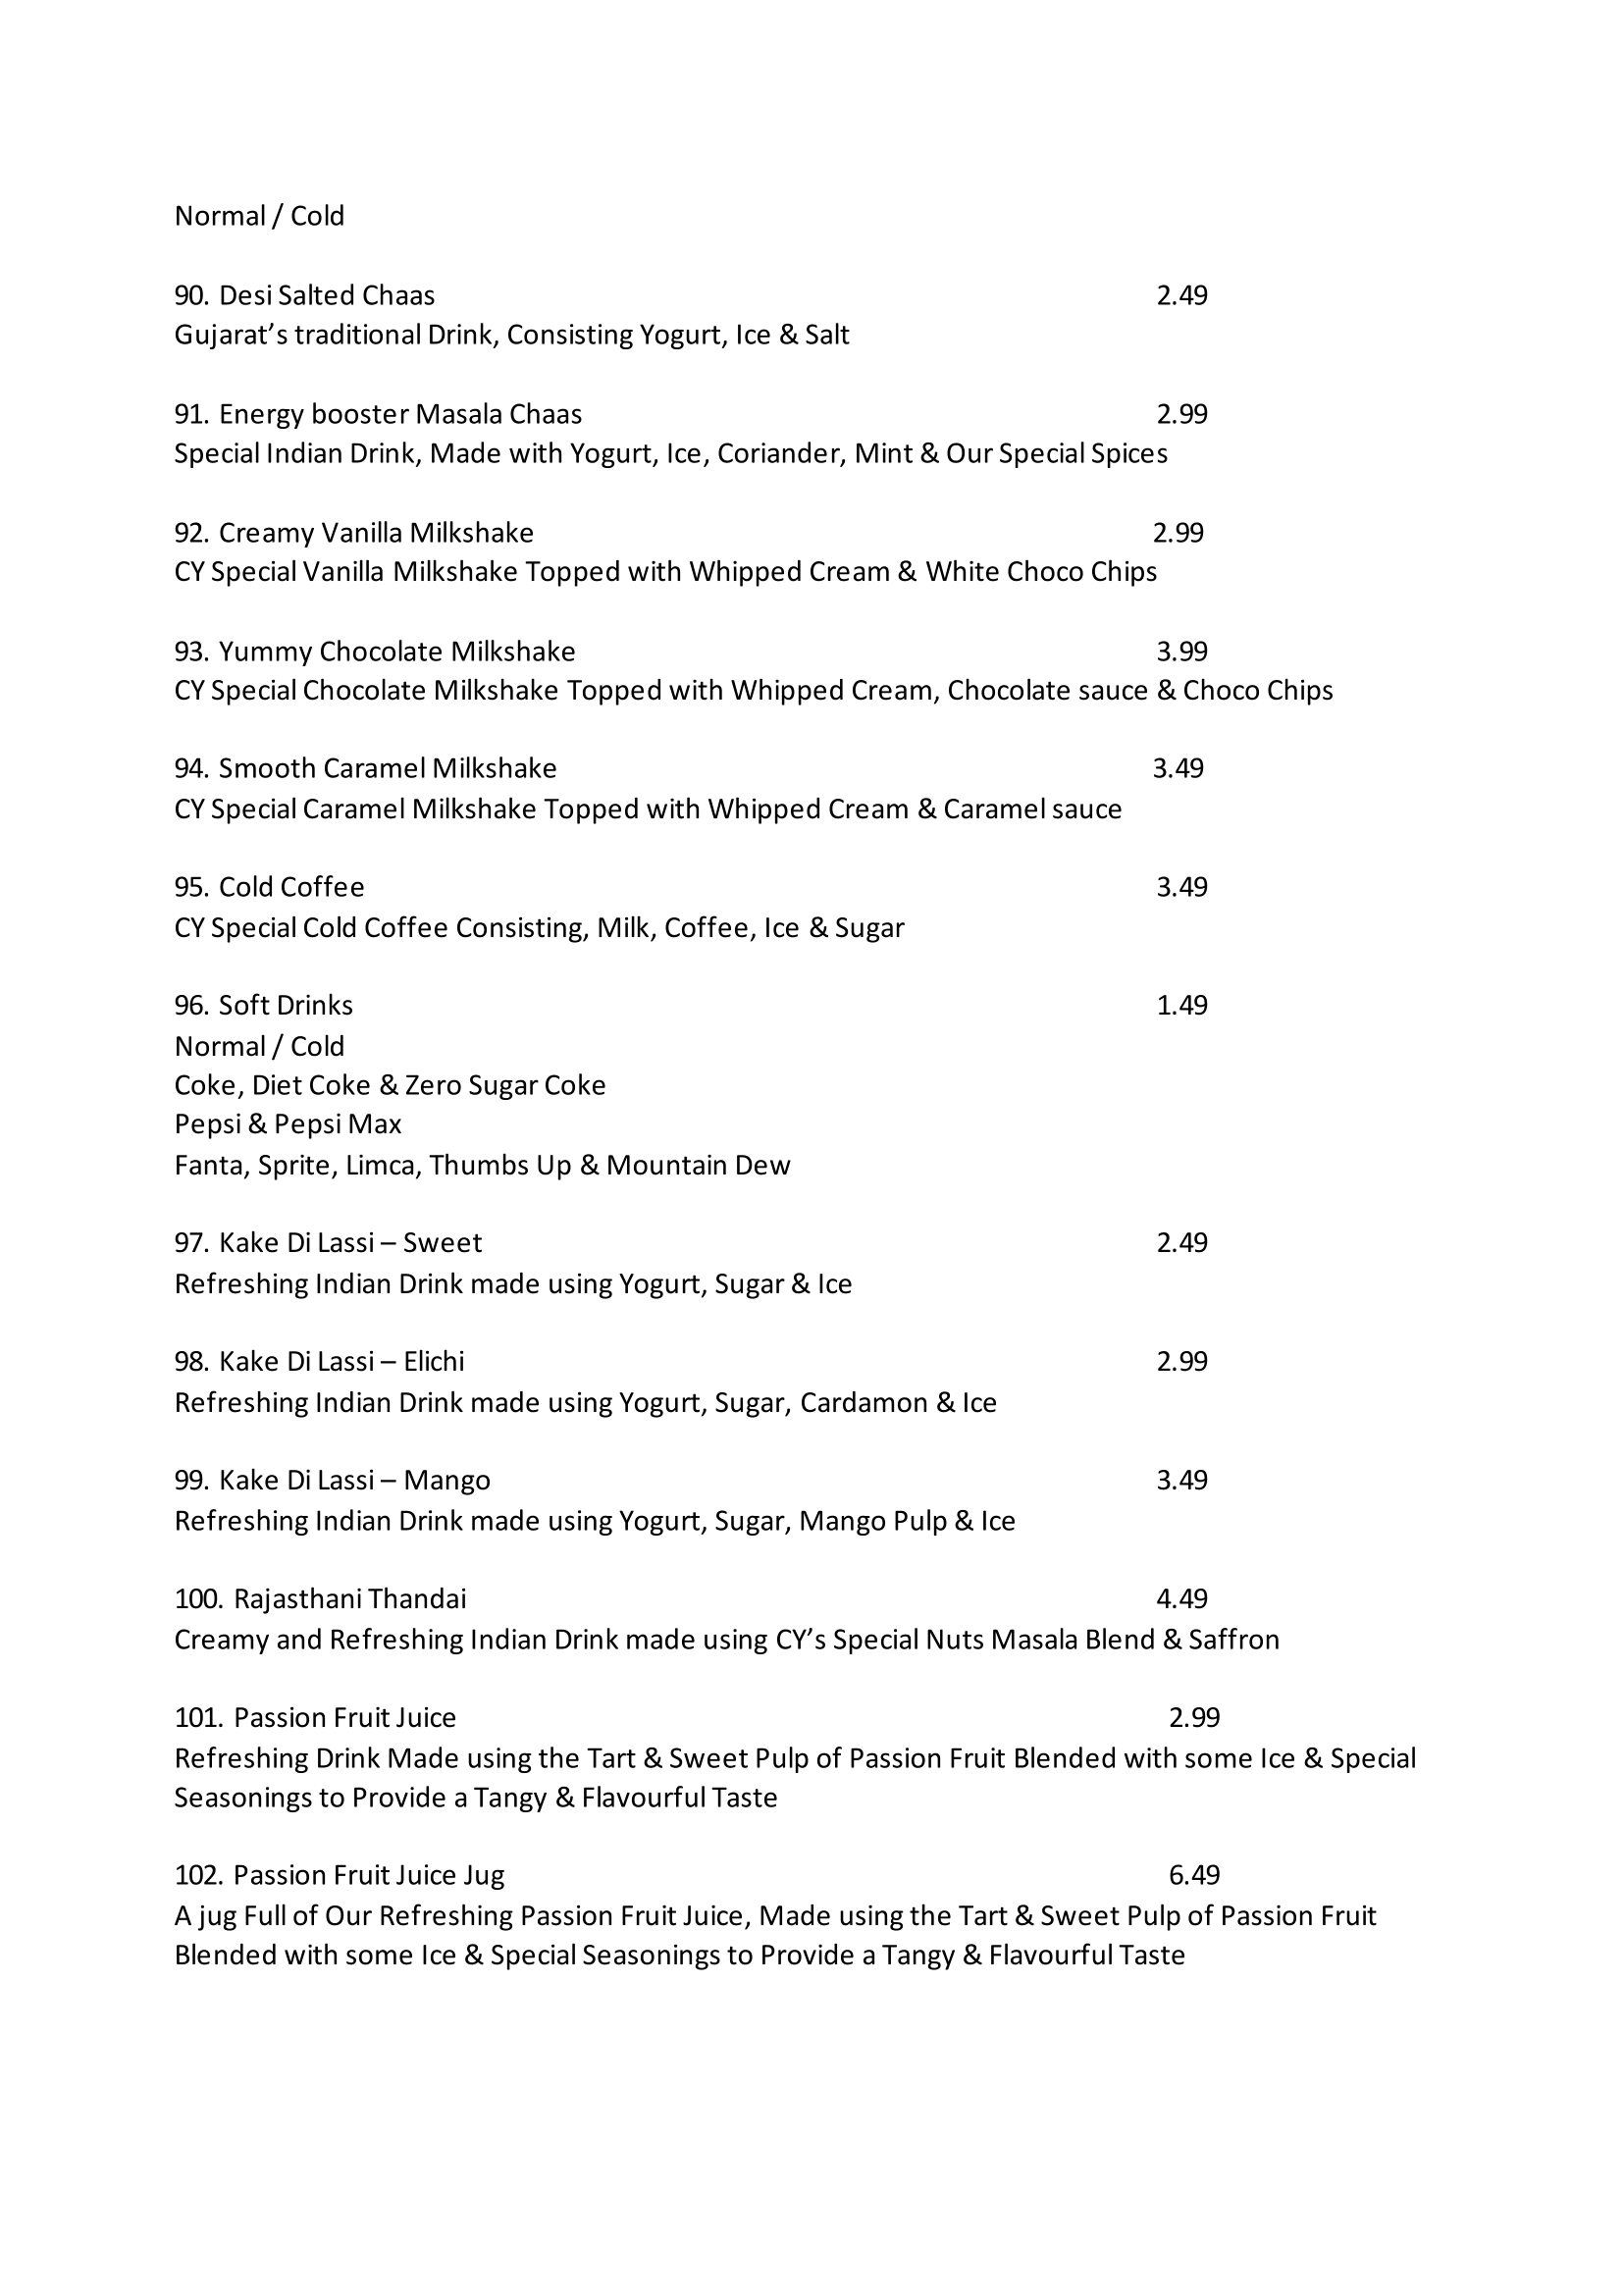 Normal / Cold
90. Desi Salted Chaas 2.49
Gujarat’s traditional Drink, Consisting Yogurt, Ice & Salt
91. Energy booster Masala Chaas 2.99
Special Indian Drink, Made with Yogurt, Ice, Coriander, Mint & Our Special Spices
92. Creamy Vanilla Milkshake 2.99
CY Special Vanilla Milkshake Topped with Whipped Cream & White Choco Chips
93. Yummy Chocolate Milkshake 3.99
CY Special Chocolate Milkshake Topped with Whipped Cream, Chocolate sauce & Choco Chips
94. Smooth Caramel Milkshake 3.49
CY Special Caramel Milkshake Topped with Whipped Cream & Caramel sauce
95. Cold Coffee 3.49
CY Special Cold Coffee Consisting, Milk, Coffee, Ice & Sugar
96. Soft Drinks 1.49
Normal / Cold
Coke, Diet Coke & Zero Sugar Coke
Pepsi & Pepsi Max
Fanta, Sprite, Limca, Thumbs Up & Mountain Dew
97. Kake Di Lassi – Sweet 2.49
Refreshing Indian Drink made using Yogurt, Sugar & Ice
98. Kake Di Lassi – Elichi 2.99
Refreshing Indian Drink made using Yogurt, Sugar, Cardamon & Ice
99. Kake Di Lassi – Mango 3.49
Refreshing Indian Drink made using Yogurt, Sugar, Mango Pulp & Ice
100. Rajasthani Thandai 4.49
Creamy and Refreshing Indian Drink made using CY’s Special Nuts Masala Blend & Saffron
101. Passion Fruit Juice 2.99
Refreshing Drink Made using the Tart & Sweet Pulp of Passion Fruit Blended with some Ice & Special
Seasonings to Provide a Tangy & Flavourful Taste
102. Passion Fruit Juice Jug 6.49
A jug Full of Our Refreshing Passion Fruit Juice, Made using the Tart & Sweet Pulp of Passion Fruit
Blended with some Ice & Special Seasonings to Provide a Tangy & Flavourful Taste